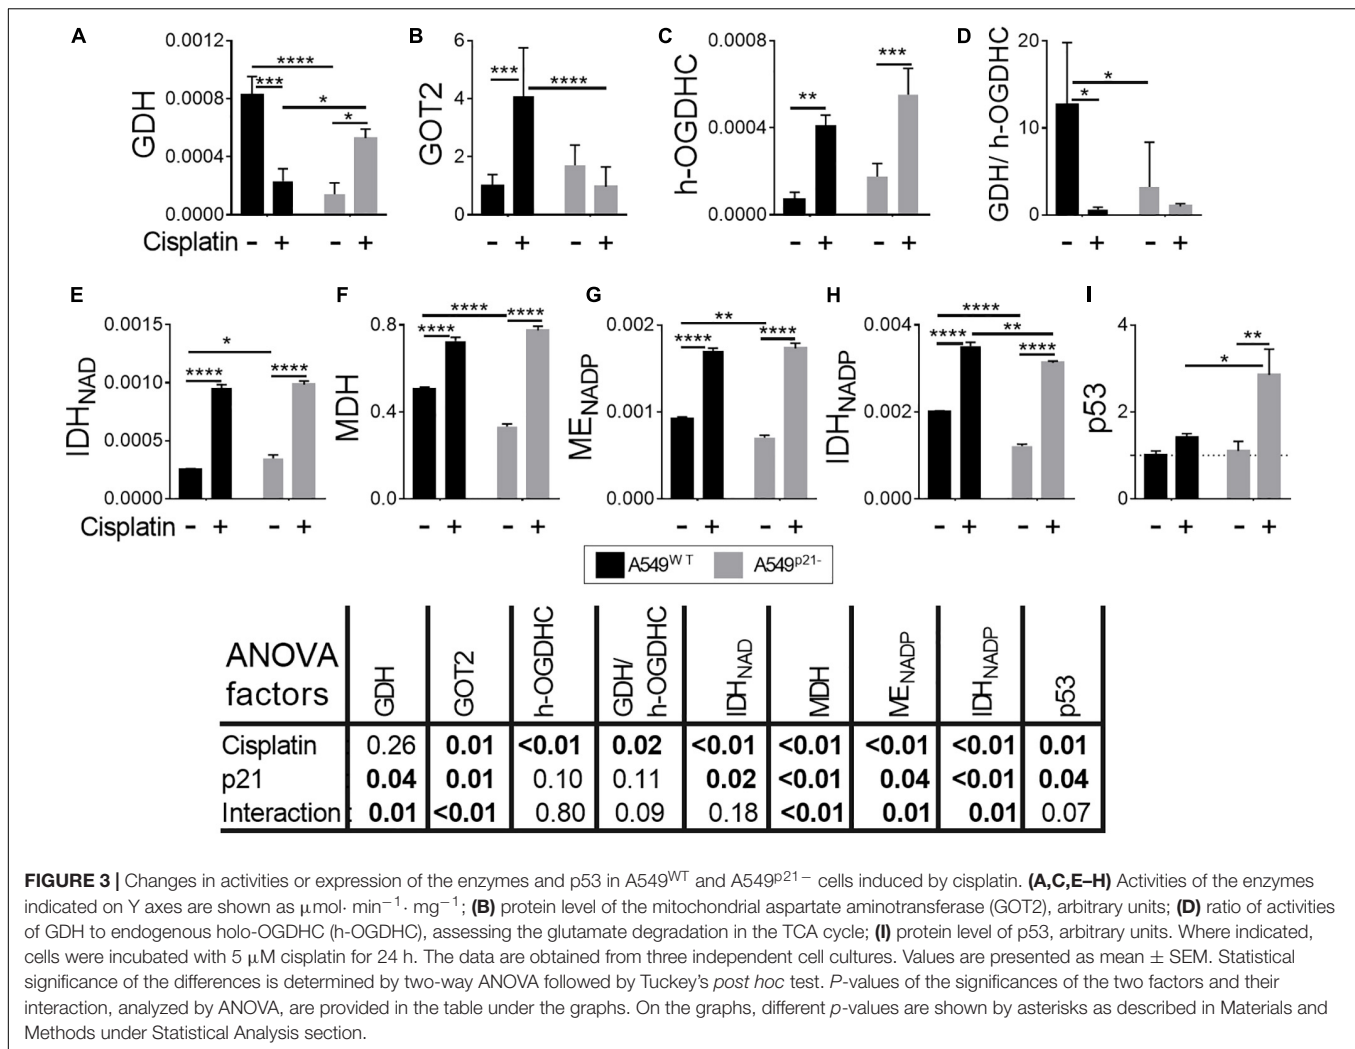 A B C D
0.0012 6 0.0008 20
0.0008 4 0.0004 10
0.0004 2 0.0000 0
0.0000 0
GDH GOT2 h-OGDHC GDH/ h-OGDHC
**** *** * *
*** ****
** ***
* *
Cisplatin - + - + - + - + - + - + - + - +
E F G H I
0.0015 0.8 0.002 0.004 4
0.0010 0.4 0.001 0.002 2
0.0005 0.0 0.000 0.000 0
0.0000
IDHNAD MDH MENADP IDHNADP p53
* **** ****
**** **** ****
** **** ****
**** **** ** ****
* **
Cisplatin - + - + - + - + - + - + - + - + - + - +
A549WT A549p21-
ANOVA factors GDH GOT2 h-OGDHC GDH/ h-OGDHC IDHNAD MDH MENADP IDHNADP p53
Cisplatin 0.26 0.01 <0.01 0.02 <0.01 <0.01 <0.01 <0.01 0.01
p21 0.04 0.01 0.10 0.11 0.02 <0.01 0.04 <0.01 0.04
Interaction: 0.01 <0.01 0.80 0.09 0.18 <0.01 0.01 0.01 0.07
FIGURE 3 | Changes in activities or expression of the enzymes and p53 in A549WT and A549p21− cells induced by cisplatin. (A,C,E–H) Activities of the enzymes
indicated on Y axes are shown as μmol· min−1· mg−1; (B) protein level of the mitochondrial aspartate aminotransferase (GOT2), arbitrary units; (D) ratio of activities
of GDH to endogenous holo-OGDHC (h-OGDHC), assessing the glutamate degradation in the TCA cycle; (I) protein level of p53, arbitrary units. Where indicated,
cells were incubated with 5 μM cisplatin for 24 h. The data are obtained from three independent cell cultures. Values are presented as mean ± SEM. Statistical
significance of the differences is determined by two-way ANOVA followed by Tuckey's post hoc test. P-values of the significances of the two factors and their
interaction, analyzed by ANOVA, are provided in the table under the graphs. On the graphs, different p-values are shown by asterisks as described in Materials and
Methods under Statistical Analysis section.